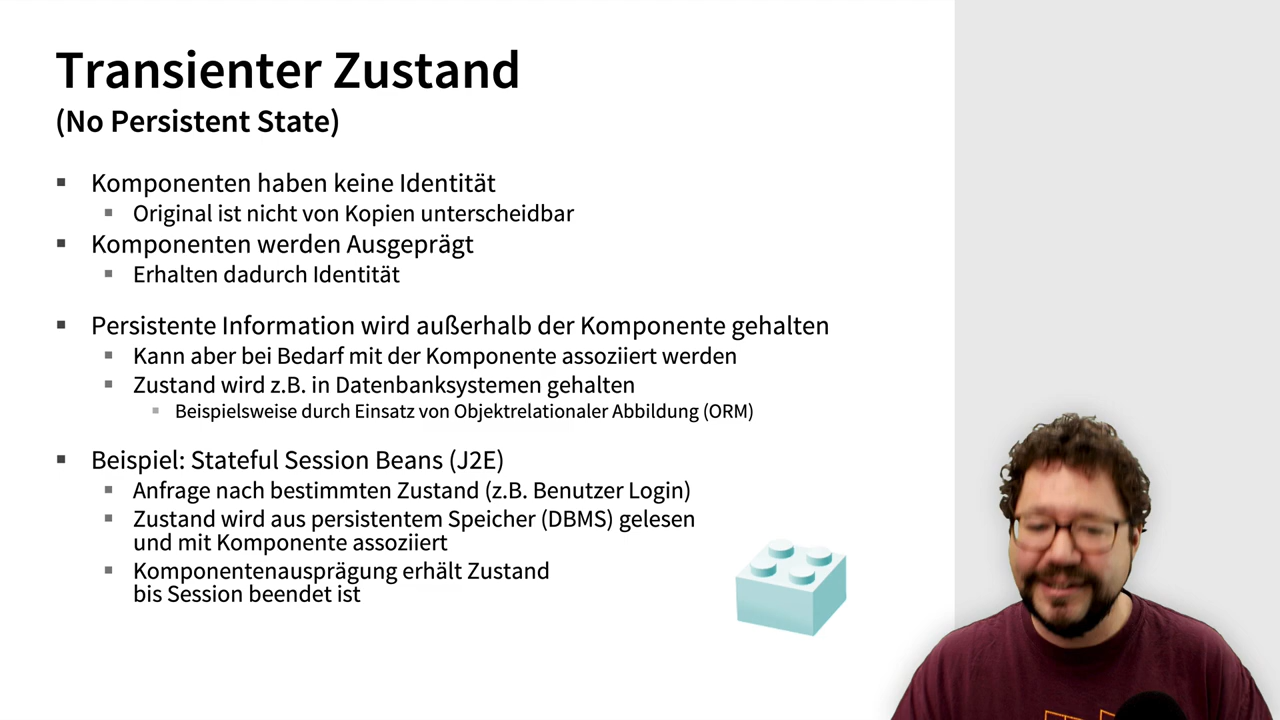 Transienter Zustand
(No Persistent State)
Komponenten haben keine Identität
Original ist nicht von Kopien unterscheidbar
Komponenten werden Ausgeprägt
Erhalten dadurch Identität
Persistente Information wird außerhalb der Komponente gehalten
Kann aber bei Bedarf mit der Komponente assoziiert werden
Zustand wird z.B. in Datenbanksystemen gehalten
Beispielsweise durch Einsatz von Objektrelationaler Abbildung (ORM)
Beispiel: Stateful Session Beans (J2E)
Anfrage nach bestimmten Zustand (z.B. Benutzer Login)
Zustand wird aus persistentem Speicher (DBMS) gelesen
und mit Komponente assoziiert
Komponentenausprägung erhält Zustand
bis Session beendet ist